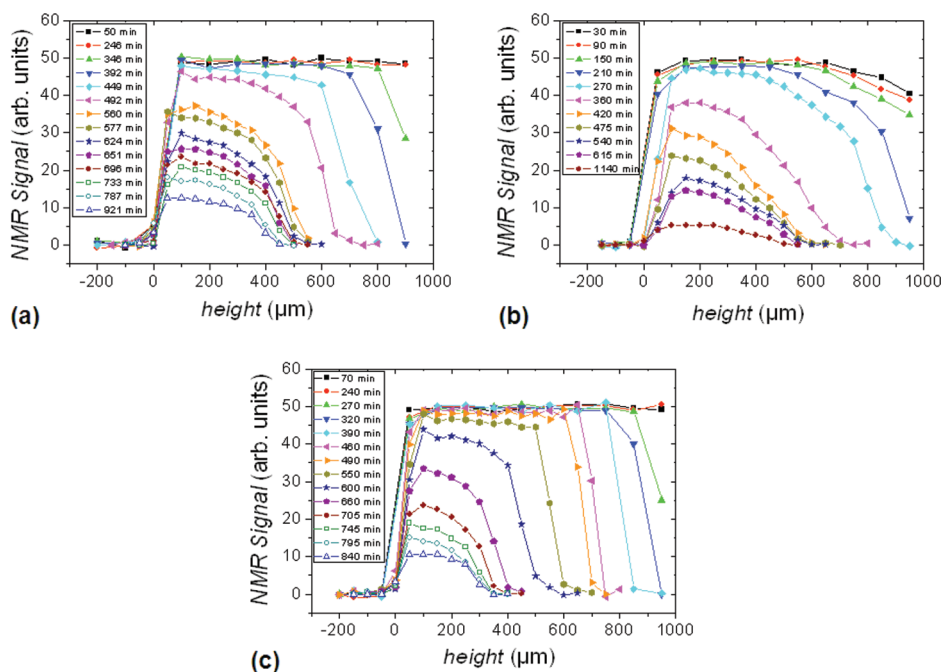 60
50
40
30
20
10
0
NMR Signal (arb. units)
50 min
246 min
346 min
392 min
449 min
492 min
560 min
577 min
624 min
651 min
696 min
733 min
787 min
921 min
-200 0 200 400 600 800 1000
height (µm)
(a)
60
50
40
30
20
10
0
NMR Signal (arb. units)
30 min
90 min
150 min
210 min
270 min
360 min
420 min
475 min
540 min
615 min
1140 min
-200 0 200 400 600 800 1000
height (µm)
(b)
60
50
40
30
20
10
0
NMR Signal (arb. units)
70 min
240 min
270 min
320 min
390 min
460 min
490 min
550 min
600 min
660 min
705 min
745 min
795 min
840 min
-200 0 200 400 600 800 1000
height (µm)
(c)